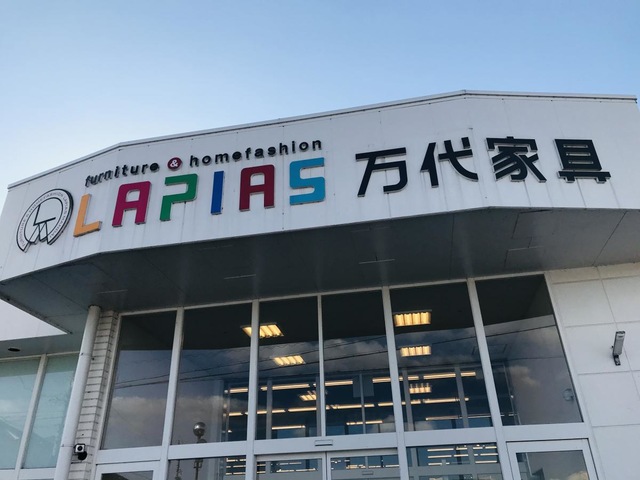 furniture & homefashion
LAPIAS 万代家具